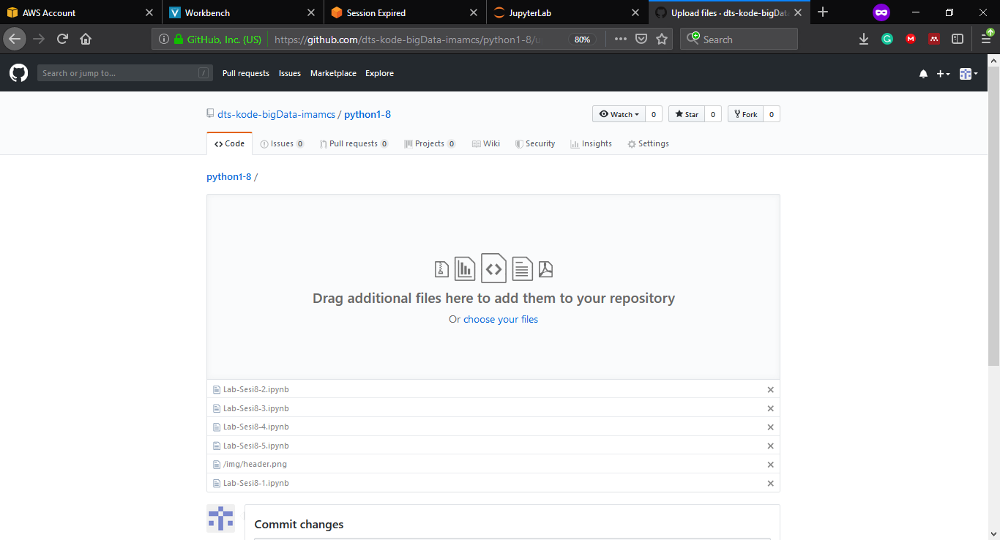 AWS Account
Workbench
Session Expired
JupyterLab
Upload files · dts-kode-bigData
GitHub, Inc. (US)
https://github.com/dts-kode-bigData-imamcs/python1-8/u
80%
Search
Search or jump to...
/
Pull requests
Issues
Marketplace
Explore
dts-kode-bigData-imamcs / python1-8
Watch 0
Star 0
Fork 0
Code
Issues 0
Pull requests 0
Projects 0
Wiki
Security
Insights
Settings
python1-8 /
Drag additional files here to add them to your repository
Or choose your files
Lab-Sesi8-2.ipynb
Lab-Sesi8-3.ipynb
Lab-Sesi8-4.ipynb
Lab-Sesi8-5.ipynb
/img/header.png
Lab-Sesi8-1.ipynb
Commit changes